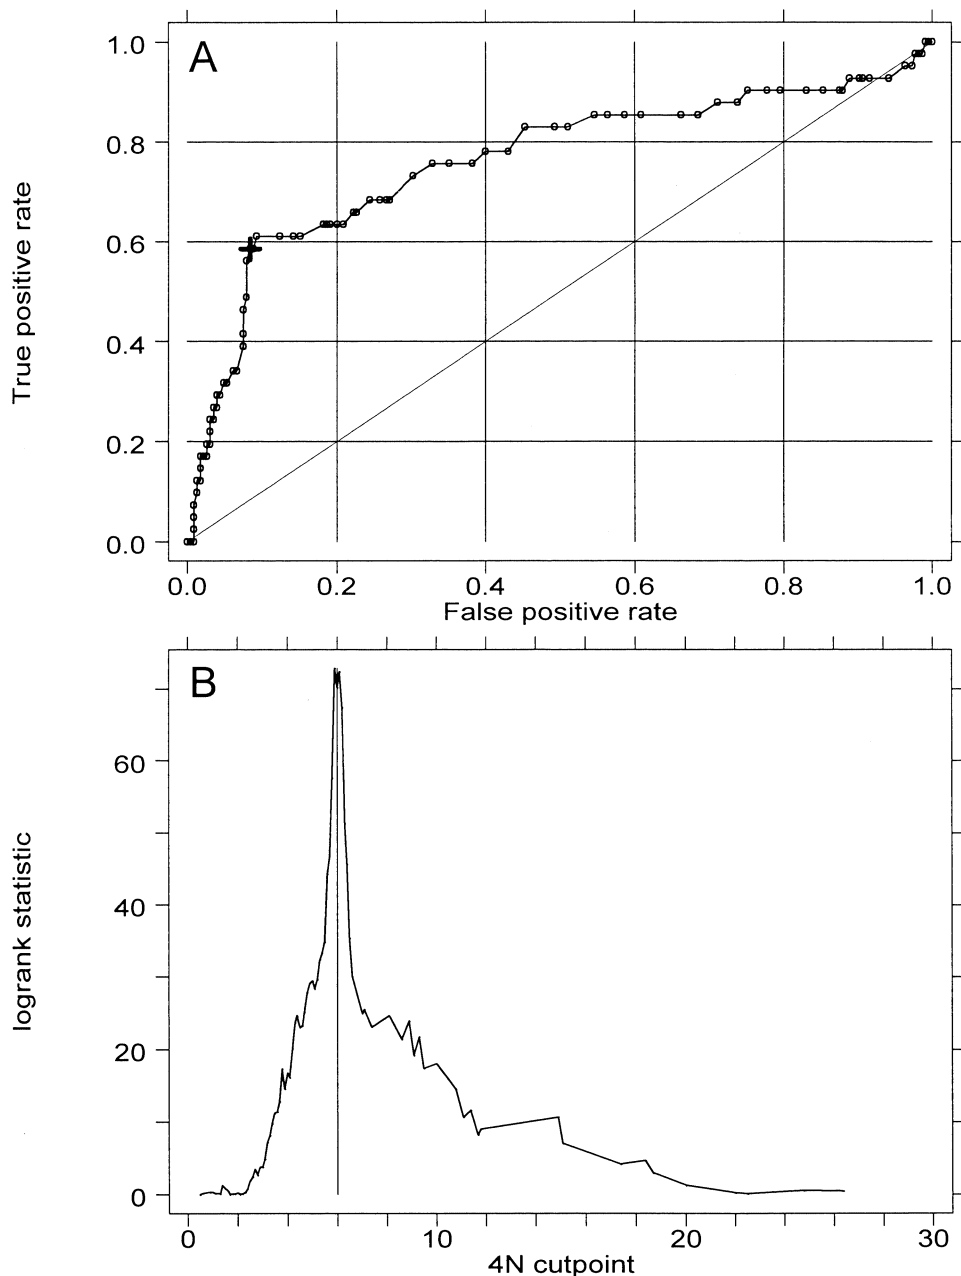 A
True positive rate
1.0
0.8
0.6
0.4
0.2
0.0
0.0 0.2 0.4 0.6 0.8 1.0
False positive rate
B
logrank statistic
60
40
20
0
0 10 20 30
4N cutpoint